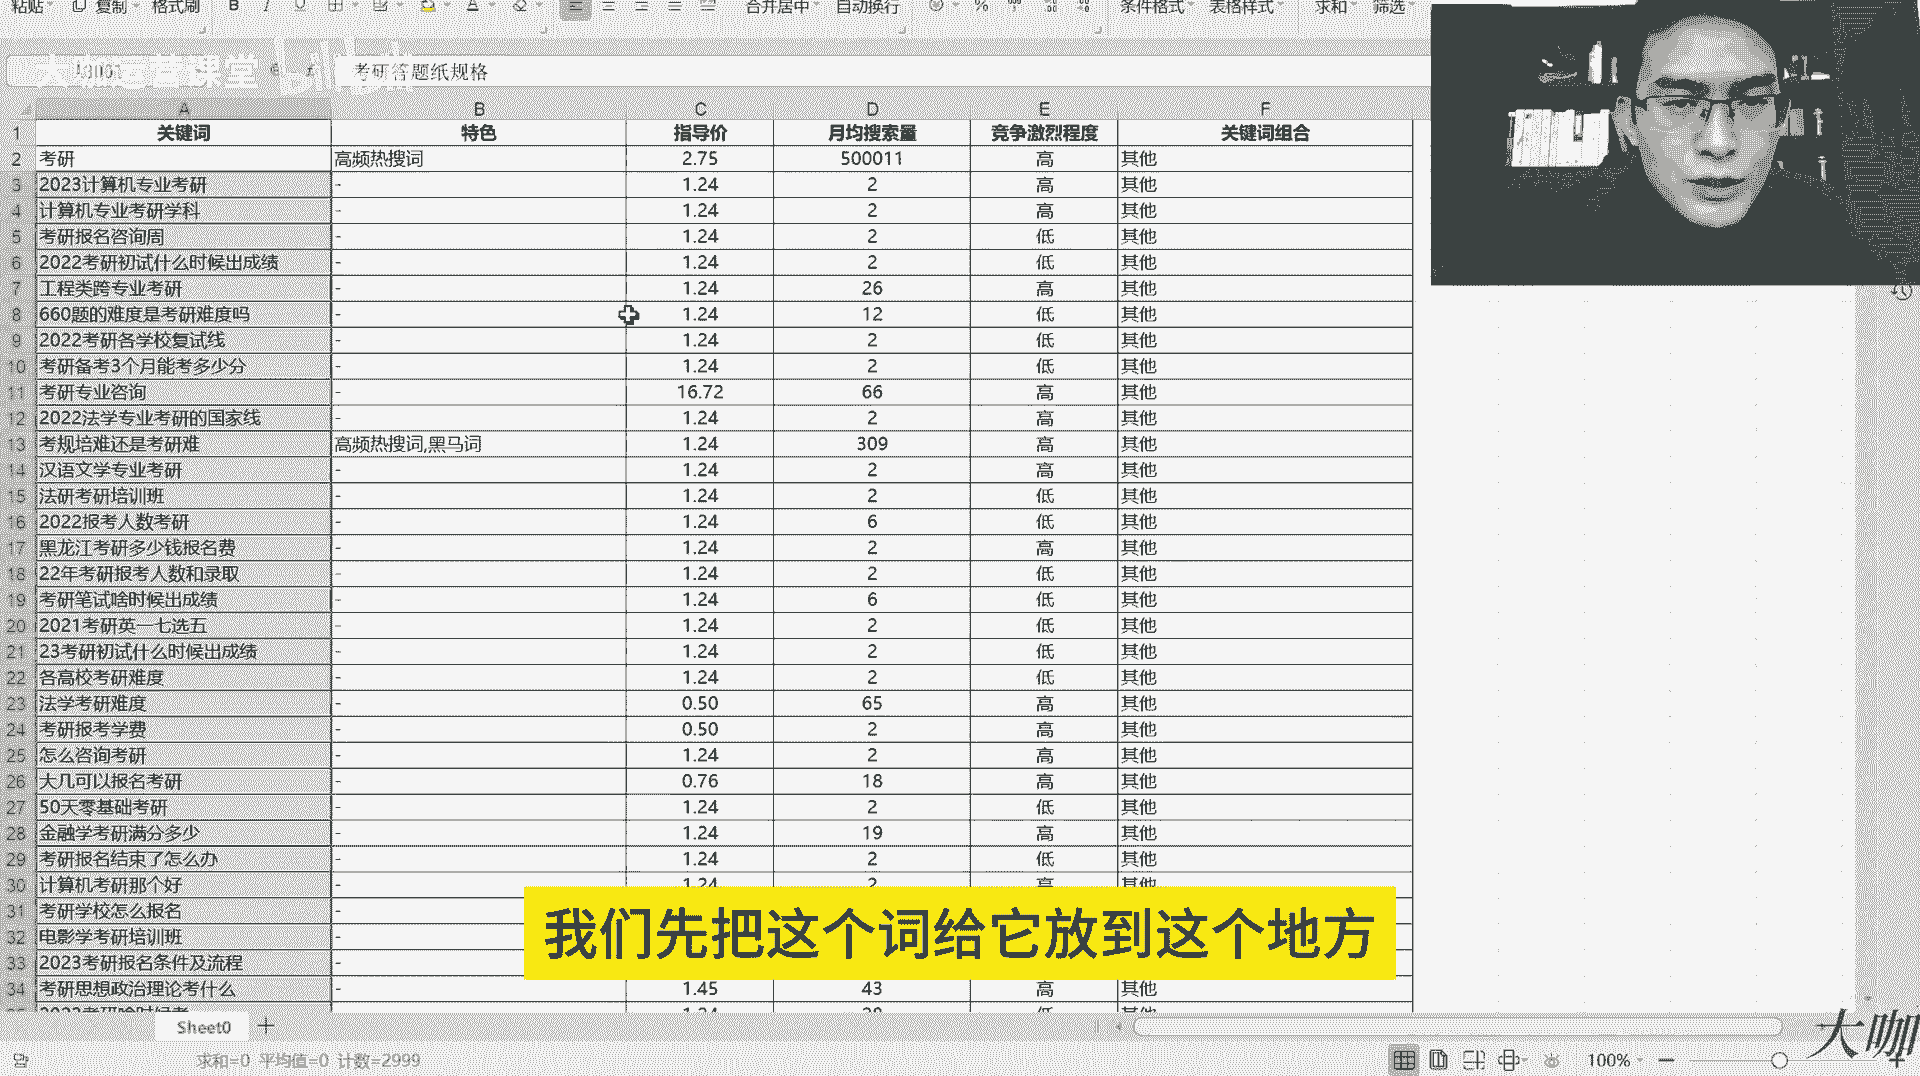 粘贴 复制 格式刷 B I U A 合并居中 自动换行 % 条件格式 表格样式 求和 筛选
大咖运营课堂 bilibili 考研答题纸规格
A B C D E F
1 关键词 特色 指导价 月均搜索量 竞争激烈程度 关键词组合
2 考研 高频热搜词 2.75 500011 高 其他
3 2023计算机专业考研 - 1.24 2 高 其他
4 计算机专业考研学科 - 1.24 2 高 其他
5 考研报名咨询周 - 1.24 2 低 其他
6 2022考研初试什么时候出成绩 - 1.24 2 低 其他
7 工程类跨专业考研 - 1.24 26 高 其他
8 660题的难度是考研难度吗 - 1.24 12 低 其他
9 2022考研各学校复试线 - 1.24 2 低 其他
10 考研备考3个月能考多少分 - 1.24 2 低 其他
11 考研专业咨询 - 16.72 66 高 其他
12 2022法学专业考研的国家线 - 1.24 2 高 其他
13 考规培难还是考研难 高频热搜词,黑马词 1.24 309 高 其他
14 汉语文学专业考研 - 1.24 2 高 其他
15 法研考研培训班 - 1.24 2 低 其他
16 2022报考人数考研 - 1.24 6 低 其他
17 黑龙江考研多少钱报名费 - 1.24 2 高 其他
18 22年考研报考人数和录取 - 1.24 2 低 其他
19 考研笔试啥时候出成绩 - 1.24 6 低 其他
20 2021考研英一七选五 - 1.24 2 低 其他
21 23考研初试什么时候出成绩 - 1.24 2 低 其他
22 各高校考研难度 - 1.24 2 低 其他
23 法学考研难度 - 0.50 65 高 其他
24 考研报考学费 - 0.50 2 高 其他
25 怎么咨询考研 - 1.24 2 高 其他
26 大几可以报名考研 - 0.76 18 高 其他
27 50天零基础考研 - 1.24 2 低 其他
28 金融学考研满分多少 - 1.24 19 高 其他
29 考研报名结束了怎么办 - 1.24 2 低 其他
30 计算机考研那个好 - 1.24 2 高 其他
31 考研学校怎么报名 -
32 电影学考研培训班 -
33 2023考研报名条件及流程 -
我们先把这个词给它放到这个地方
34 考研思想政治理论考什么 - 1.45 43 高 其他
Sheet0 +
求和=0 平均值=0 计数=2999 100% − +
大咖